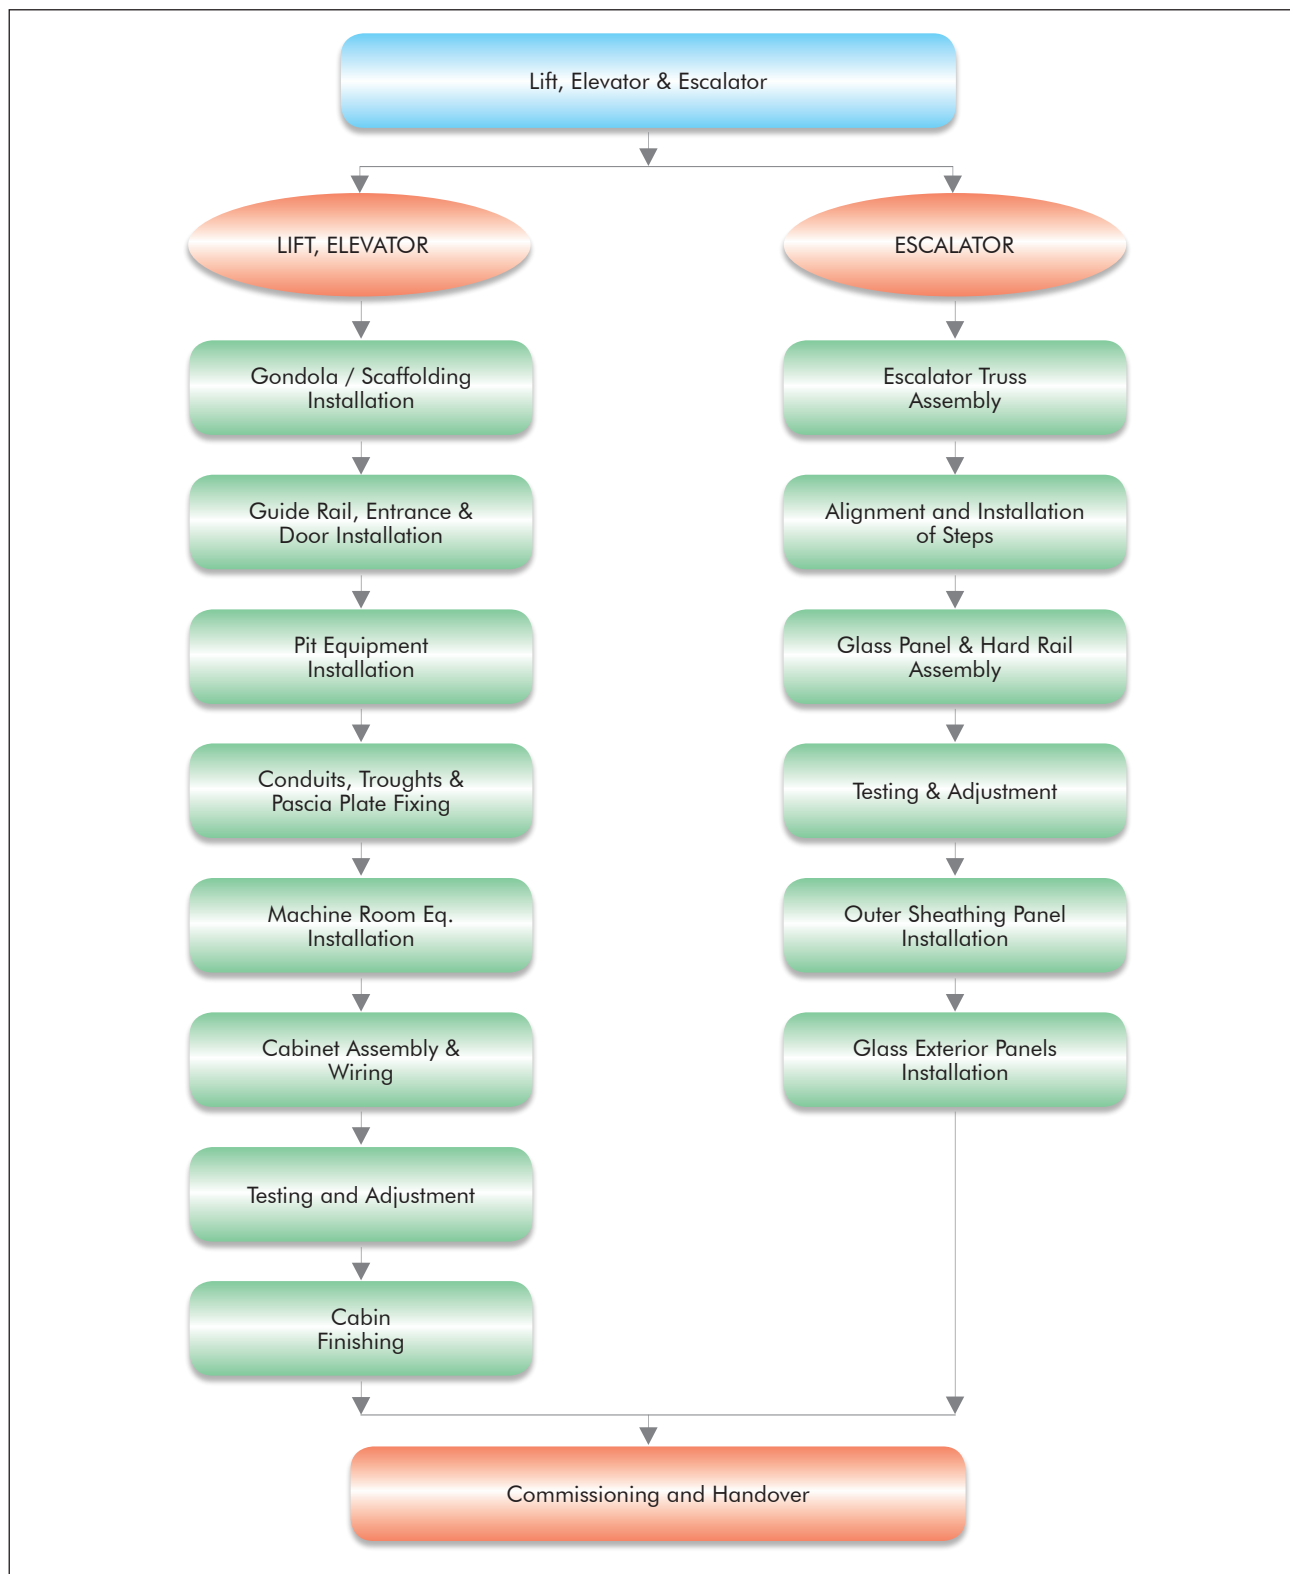 Lift, Elevator & Escalator
LIFT, ELEVATOR
Gondola / Scaffolding
Installation
Guide Rail, Entrance &
Door Installation
Pit Equipment
Installation
Conduits, Troughts &
Pascia Plate Fixing
Machine Room Eq.
Installation
Cabinet Assembly &
Wiring
Testing and Adjustment
Cabin
Finishing
ESCALATOR
Escalator Truss
Assembly
Alignment and Installation
of Steps
Glass Panel & Hard Rail
Assembly
Testing & Adjustment
Outer Sheathing Panel
Installation
Glass Exterior Panels
Installation
Commissioning and Handover